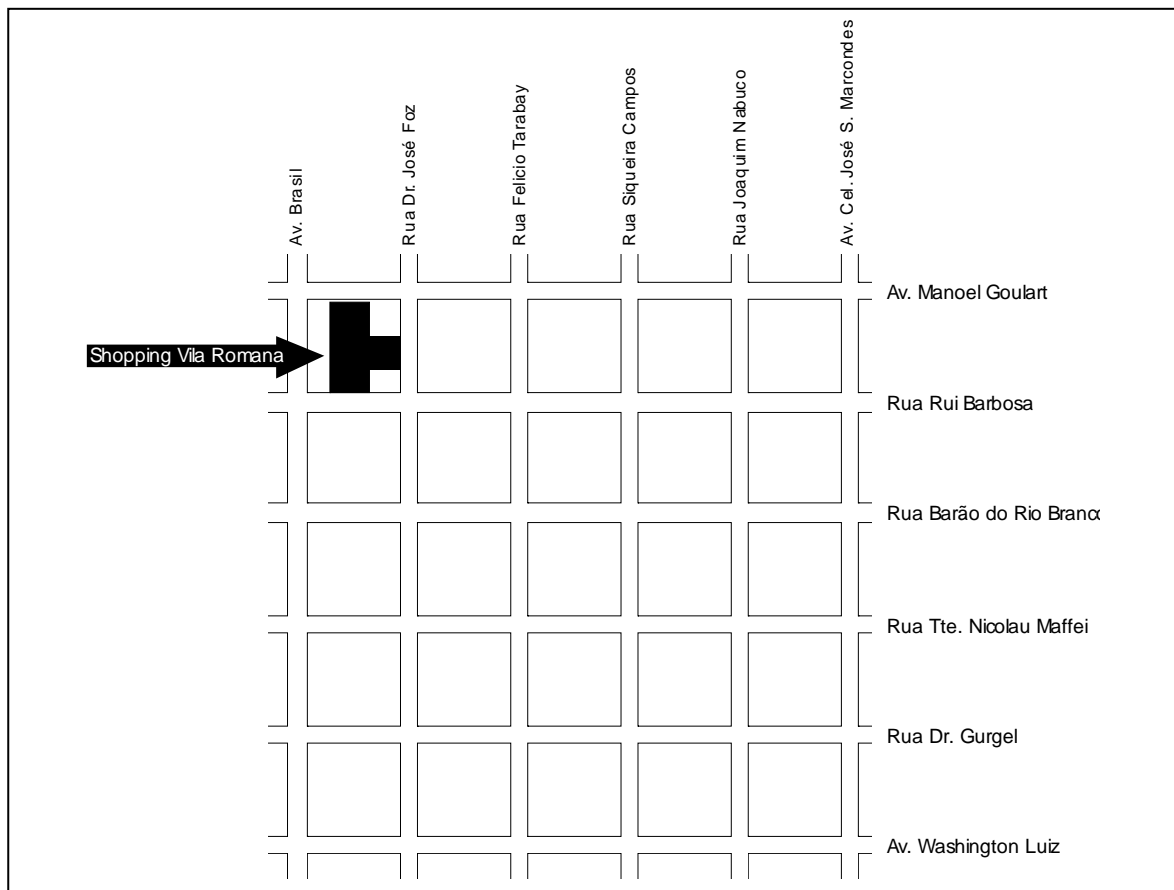 Av. Brasil
Rua Dr. José Foz
Rua Felicio Tarabay
Rua Siqueira Campos
Rua Joaquim Nabuco
Av. Cel. José S. Marcondes
Av. Manoel Goulart
Shopping Vila Romana
Rua Rui Barbosa
Rua Barão do Rio Branco
Rua Tte. Nicolau Maffei
Rua Dr. Gurgel
Av. Washington Luiz